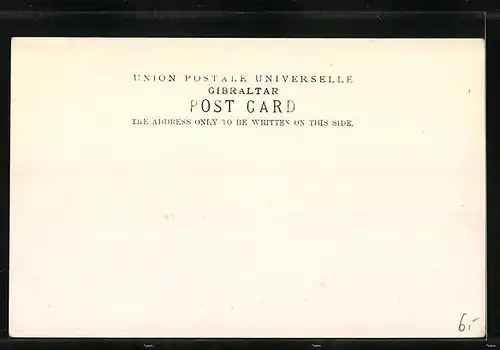 UNION POSTALE UNIVERSELLE
GIBRALTAR
POST CARD
THE ADDRESS ONLY TO BE WRITTEN ON THIS SIDE.
6,-